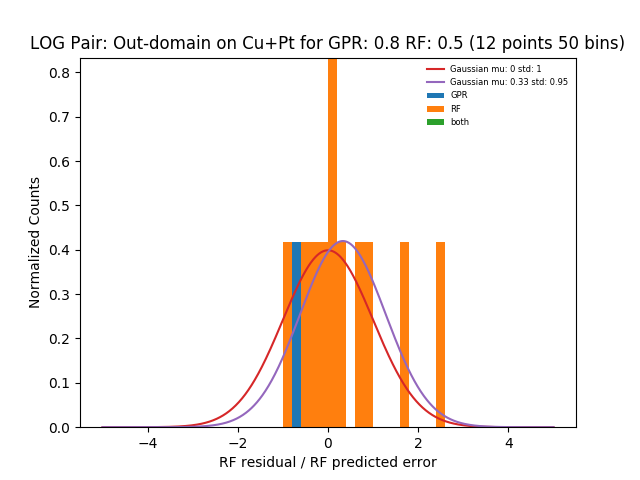 LOG Pair: Out-domain on Cu+Pt for GPR: 0.8 RF: 0.5 (12 points 50 bins)
Gaussian mu: 0 std: 1
Gaussian mu: 0.33 std: 0.95
GPR
RF
both
Normalized Counts
0.8
0.7
0.6
0.5
0.4
0.3
0.2
0.1
0.0
−4
−2
0
2
4
RF residual / RF predicted error